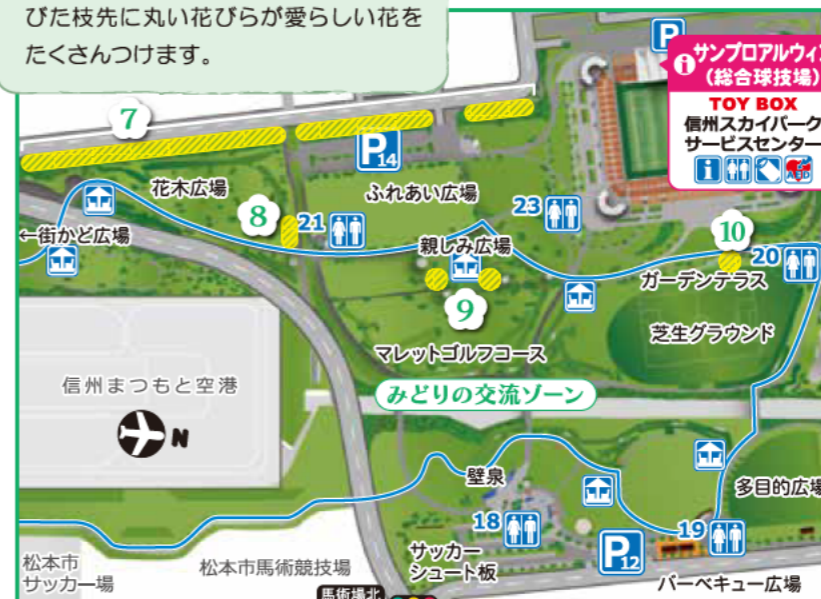 びた枝先に丸い花びらが愛らしい花を
たくさんつけます。
P
サンプロアルウィン
（総合球技場）
TOY BOX
信州スカイパーク
サービスセンター
AED
7
P14
花木広場
ふれあい広場
8
21
23
10
←街かど広場
親しみ広場
20
ガーデンテラス
9
芝生グラウンド
マレットゴルフコース
信州まつもと空港
みどりの交流ゾーン
N
壁泉
多目的広場
18
19
サッカー
シュート板
P12
松本市
サッカー場
松本市馬術競技場
バーベキュー広場
馬術場北